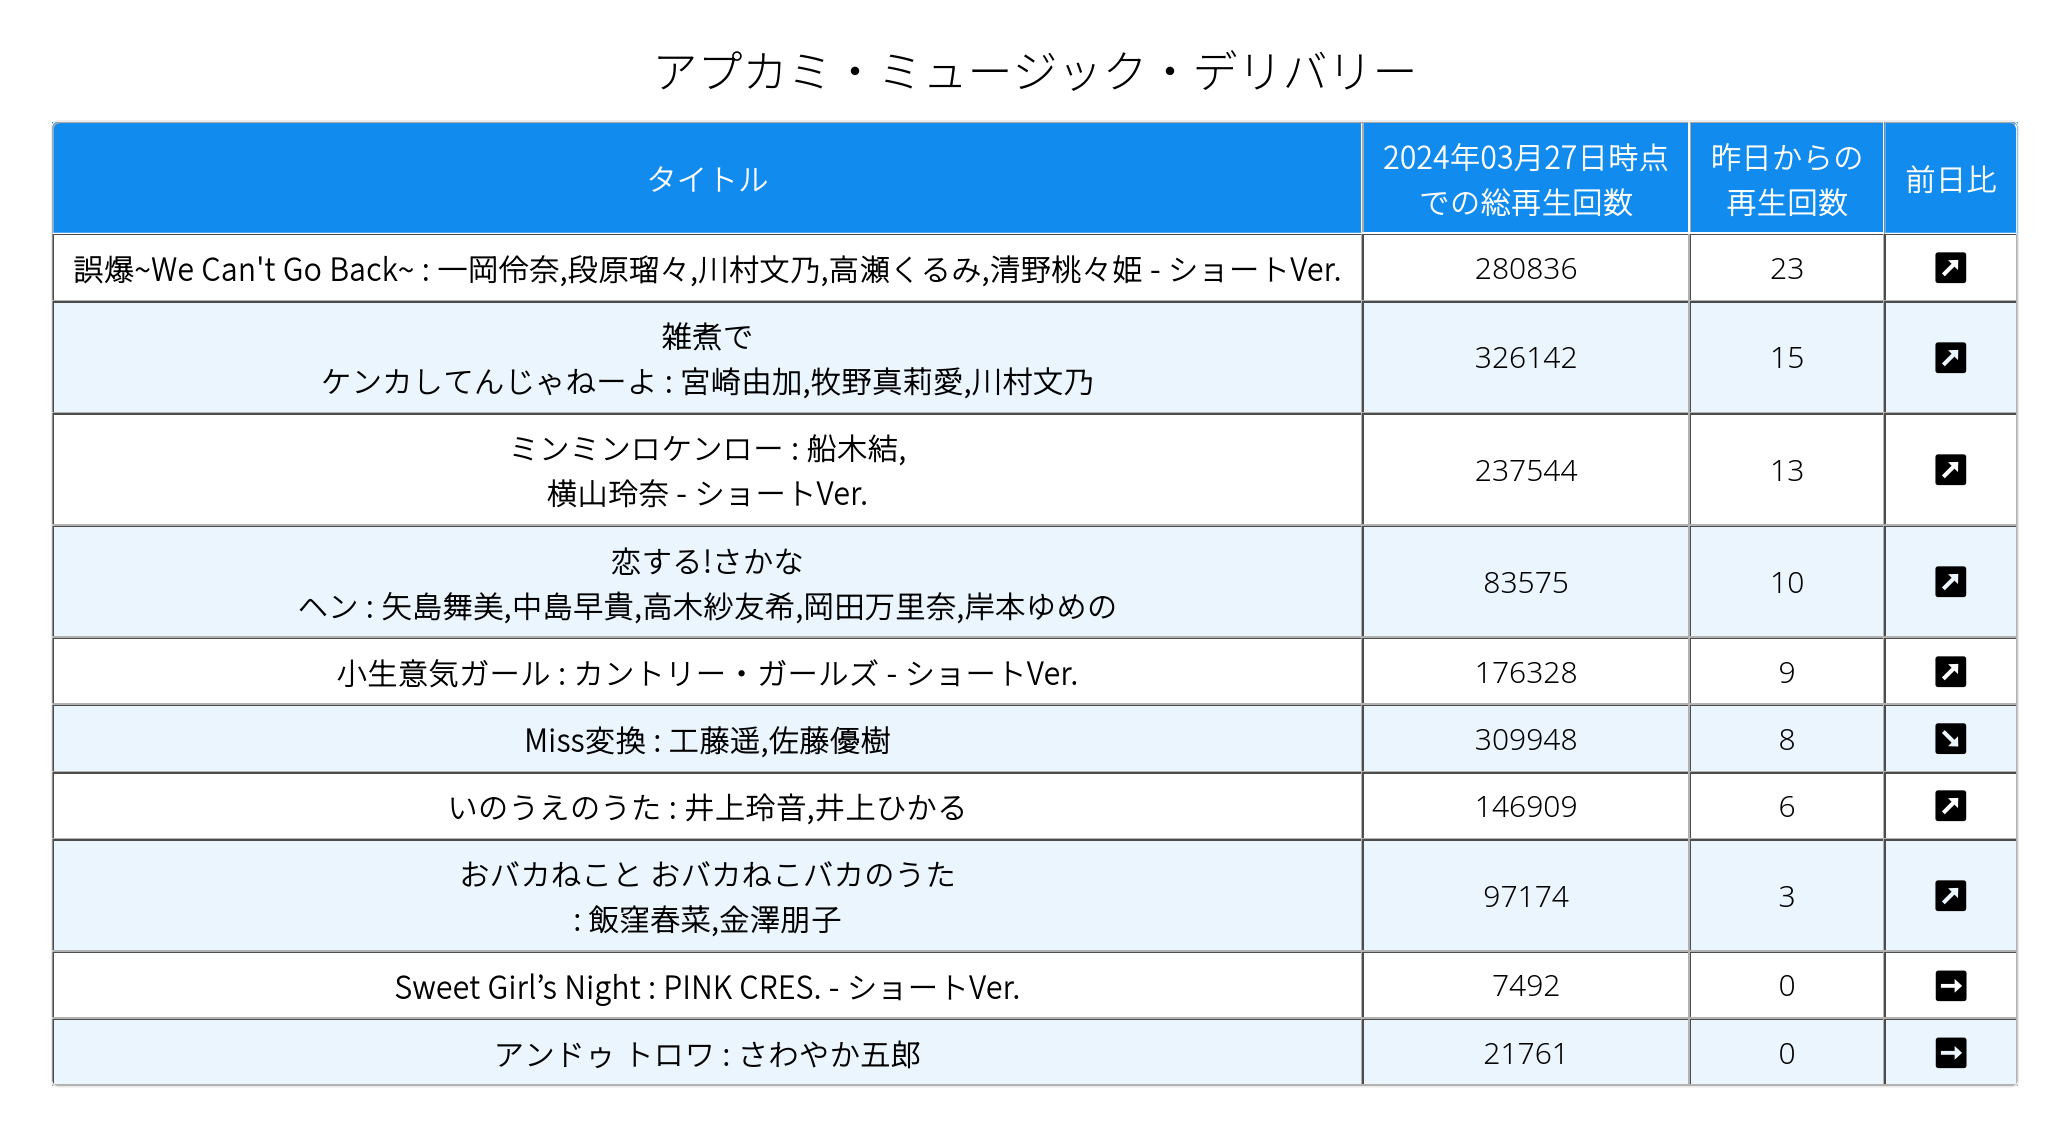 アプカミ・ミュージック・デリバリー
タイトル
2024年03月27日時点
での総再生回数
昨日からの
再生回数
前日比
誤爆~We Can't Go Back~ : 一岡伶奈,段原瑠々,川村文乃,高瀬くるみ,清野桃々姫 - ショートVer.
280836
23
雑煮で
ケンカしてんじゃねーよ : 宮崎由加,牧野真莉愛,川村文乃
326142
15
ミンミンロケンロー : 船木結,
横山玲奈 - ショートVer.
237544
13
恋する!さかな
ヘン : 矢島舞美,中島早貴,高木紗友希,岡田万里奈,岸本ゆめの
83575
10
小生意気ガール : カントリー・ガールズ - ショートVer.
176328
9
Miss変換 : 工藤遥,佐藤優樹
309948
8
いのうえのうた : 井上玲音,井上ひかる
146909
6
おバカねこと おバカねこバカのうた
: 飯窪春菜,金澤朋子
97174
3
Sweet Girl’s Night : PINK CRES. - ショートVer.
7492
0
アンドゥ トロワ : さわやか五郎
21761
0